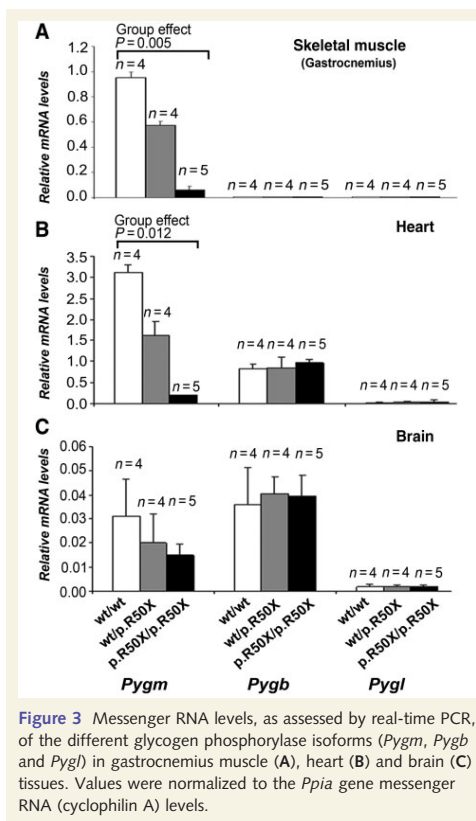 A
Group effect
P=0.005
Skeletal muscle
(Gastrocnemius)
Relative mRNA levels
1.2
1.0
0.8
0.6
0.4
0.2
0.0
n=4
n=4
n=5
n=4 n=4 n=5
n=4 n=4 n=5
B
Group effect
P=0.012
Heart
Relative mRNA levels
3.5
3.0
2.5
2.0
1.5
1.0
0.5
0.0
n=4
n=4
n=5
n=4 n=4 n=5
n=4 n=4 n=5
C
Brain
Relative mRNA levels
0.06
0.05
0.04
0.03
0.02
0.01
0.00
n=4
n=4 n=5
n=4 n=4 n=5
n=4 n=4 n=5
wt/wt
wt/p.R50X
p.R50X/p.R50X
wt/wt
wt/p.R50X
p.R50X/p.R50X
wt/wt
wt/p.R50X
p.R50X/p.R50X
Pygm
Pygb
Pygl
Figure 3 Messenger RNA levels, as assessed by real-time PCR,
of the different glycogen phosphorylase isoforms (Pygm, Pygb
and Pygl) in gastrocnemius muscle (A), heart (B) and brain (C)
tissues. Values were normalized to the Ppia gene messenger
RNA (cyclophilin A) levels.